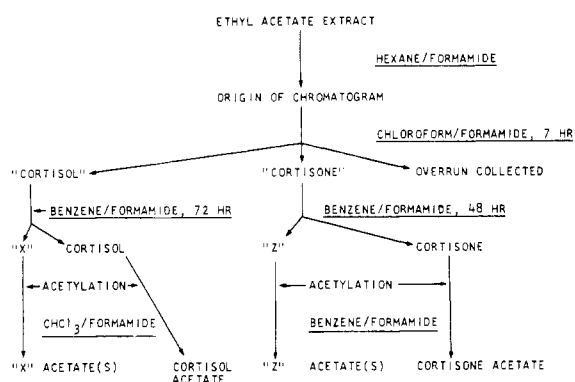 ETHYL ACETATE EXTRACT
HEXANE/FORMAMIDE
ORIGIN OF CHROMATOGRAM
CHLOROFORM/FORMAMIDE, 7 HR
"CORTISOL" "CORTISONE" OVERRUN COLLECTED
BENZENE/FORMAMIDE, 72 HR BENZENE/FORMAMIDE, 48 HR
"X" CORTISOL "Z" CORTISONE
ACETYLATION ACETYLATION
CHCl3/FORMAMIDE BENZENE/FORMAMIDE
"X" ACETATE(S) CORTISOL ACETATE "Z" ACETATE(S) CORTISONE ACETATE